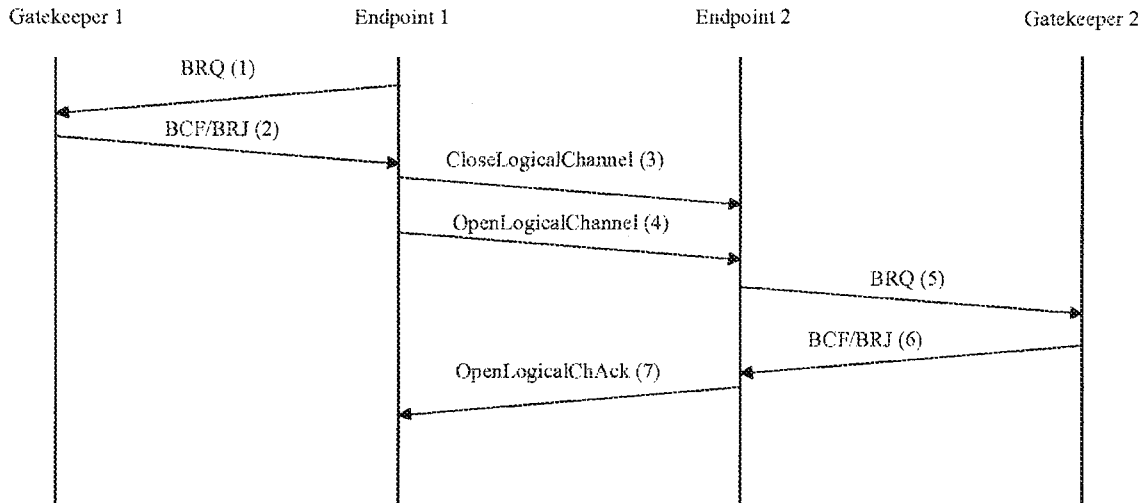 Gatekeeper 1 Endpoint 1 Endpoint 2 Gatekeeper 2
BRQ (1)
BCF/BRJ (2)
CloseLogicalChannel (3)
OpenLogicalChannel (4)
BRQ (5)
BCF/BRJ (6)
OpenLogicalChAck (7)